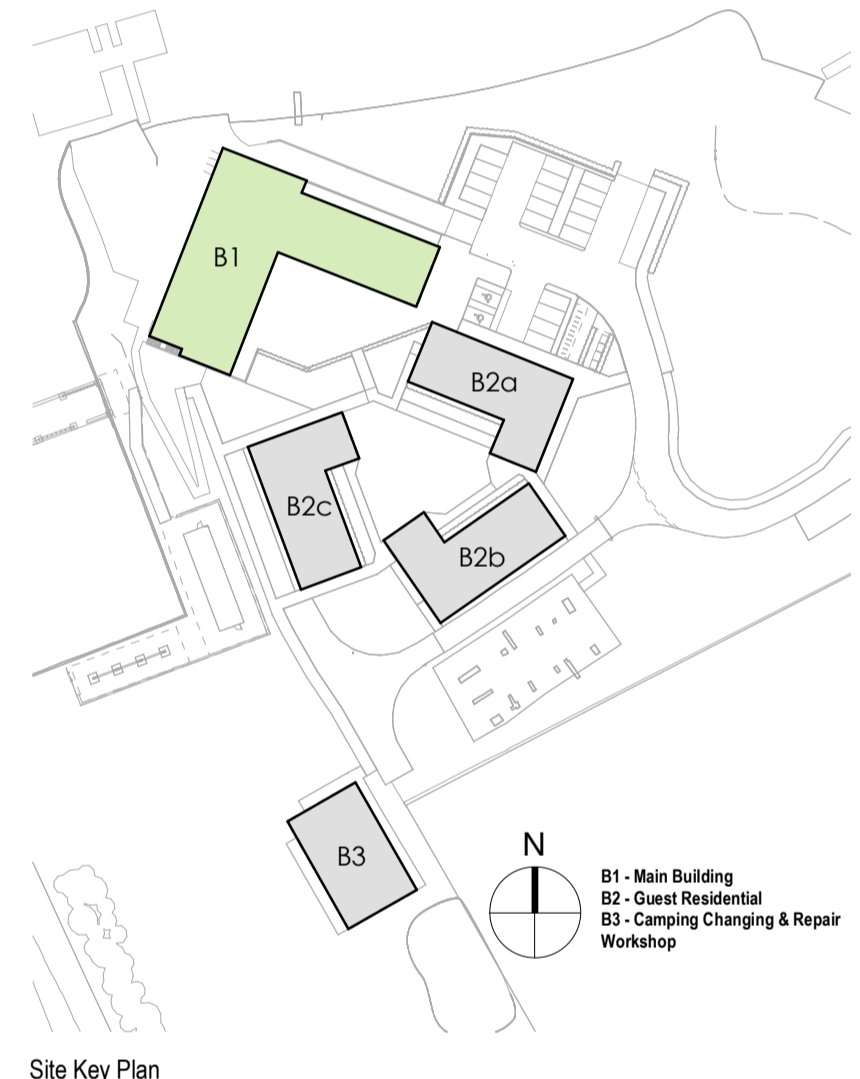 B1
B2a
B2c
B2b
B3
N
B1 - Main Building
B2 - Guest Residential
B3 - Camping Changing & Repair
Workshop
Site Key Plan